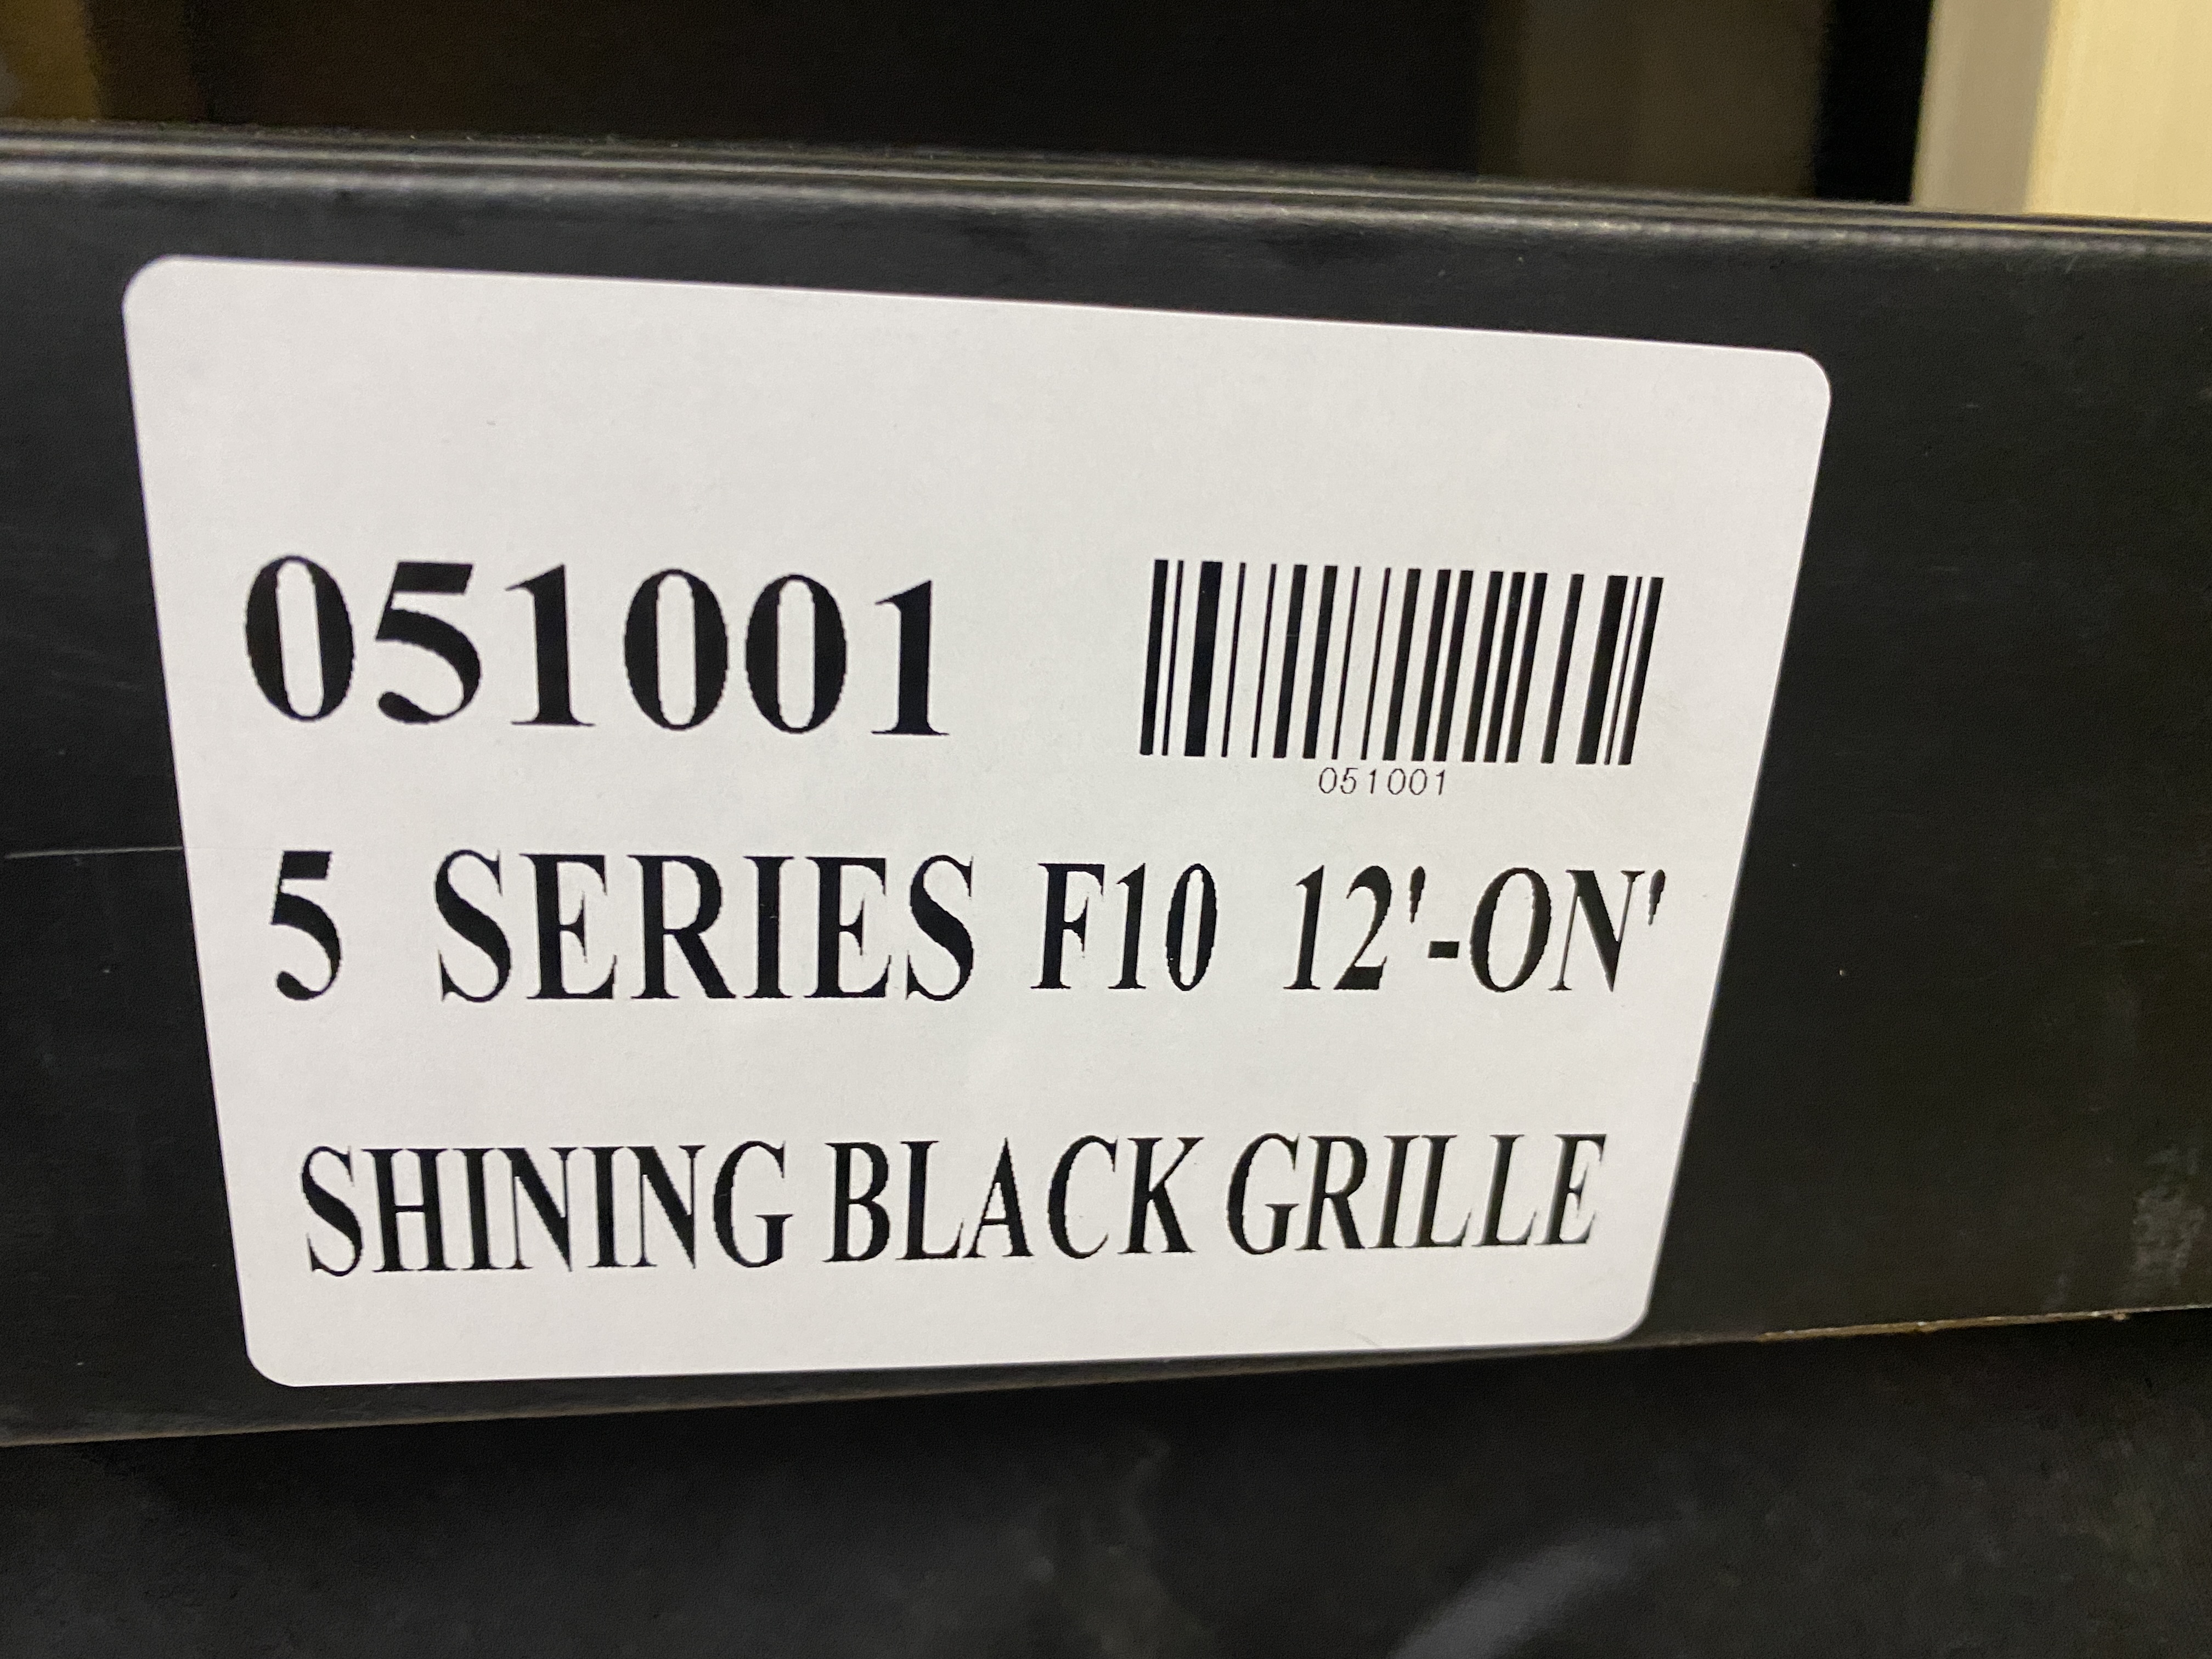 051001
051001
5 SERIES F10 12'-ON'
SHINING BLACK GRILLE